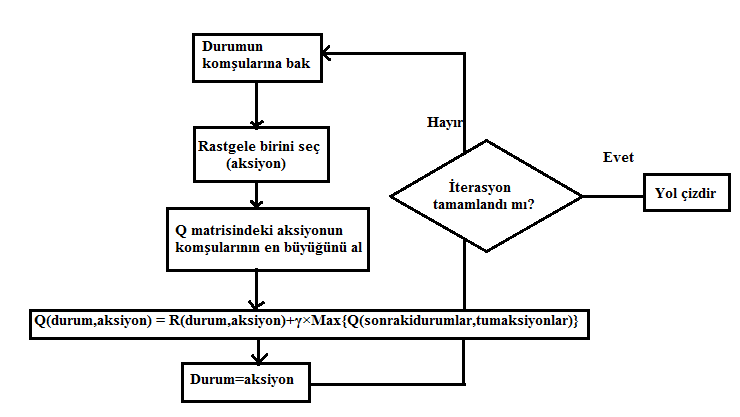 Durumun
komşularına bak
Rastgele birini seç
(aksiyon)
Q matrisindeki aksiyonun
komşularının en büyüğünü al
Q(durum,aksiyon) = R(durum,aksiyon)+γ×Max{Q(sonrakidurumlar,tumaksiyonlar)}
Durum=aksiyon
Hayır
İterasyon
tamamlandı mı?
Evet
Yol çizdir